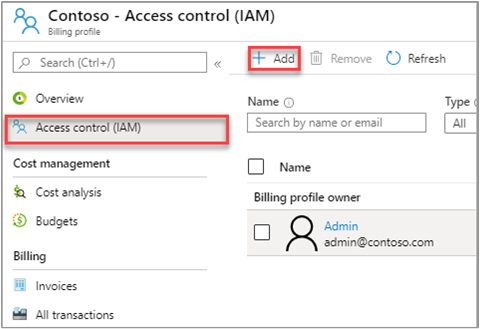 Contoso - Access control (IAM)
Billing profile
Search (Ctrl+/)
«
Add
Remove
Refresh
Overview
Access control (IAM)
Cost management
Cost analysis
Budgets
Billing
Invoices
All transactions
Name
Type
Search by name or email
All
Name
Billing profile owner
Admin
admin@contoso.com